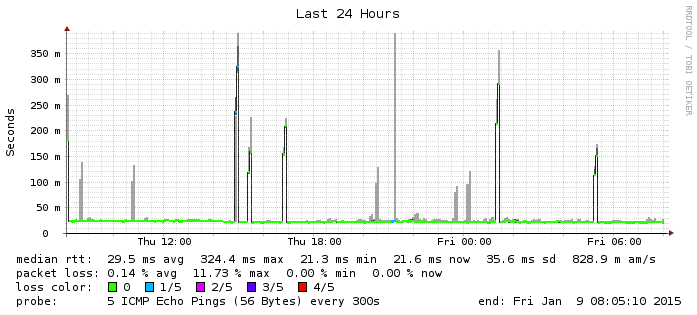 Last 24 Hours
RRDTOOL / TOBI OETIKER
Seconds
350 m
300 m
250 m
200 m
150 m
100 m
50 m
0
Thu 12:00 Thu 18:00 Fri 00:00 Fri 06:00
median rtt: 29.5 ms avg 324.4 ms max 21.3 ms min 21.6 ms now 35.6 ms sd 828.9 m am/s
packet loss: 0.14 % avg 11.73 % max 0.00 % min 0.00 % now
loss color: 0 1/5 2/5 3/5 4/5
probe: 5 ICMP Echo Pings (56 Bytes) every 300s end: Fri Jan 9 08:05:10 2015